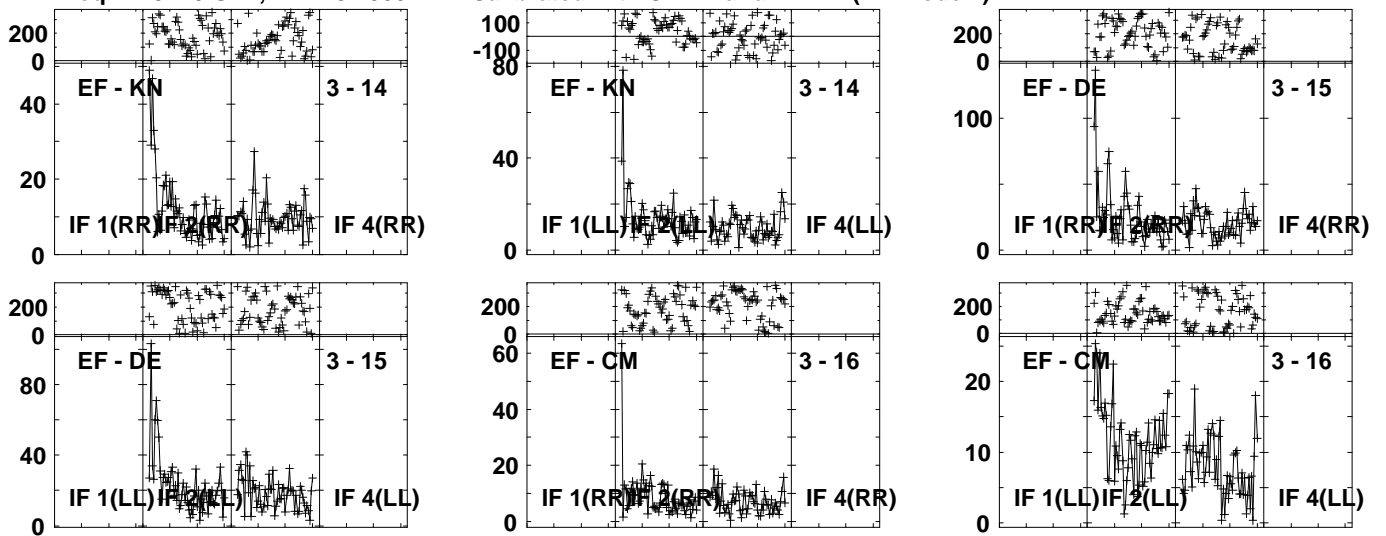 200
0
EF - KN
3 - 14
40
20
0
IF 1(RR)
IF 2(RR)
IF 4(RR)
100
-100
80
EF - KN
3 - 14
40
0
IF 1(LL)
IF 2(LL)
IF 4(LL)
200
0
EF - DE
3 - 15
100
0
IF 1(RR)
IF 2(RR)
IF 4(RR)
200
0
EF - DE
3 - 15
80
40
0
IF 1(LL)
IF 2(LL)
IF 4(LL)
200
0
EF - CM
3 - 16
60
40
20
0
IF 1(RR)
IF 2(RR)
IF 4(RR)
200
0
EF - CM
3 - 16
20
10
0
IF 1(LL)
IF 2(LL)
IF 4(LL)